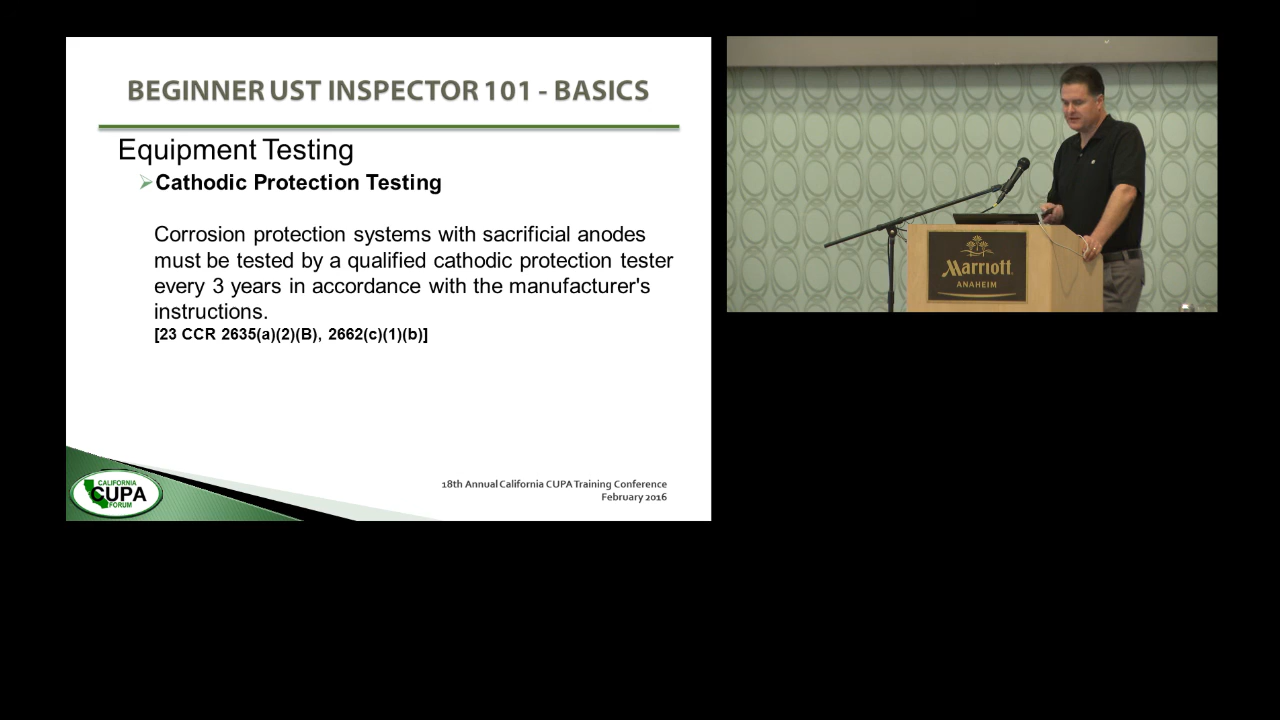 BEGINNER UST INSPECTOR 101 - BASICS
Equipment Testing
Cathodic Protection Testing
Corrosion protection systems with sacrificial anodes
must be tested by a qualified cathodic protection tester
every 3 years in accordance with the manufacturer's
instructions.
[23 CCR 2635(a)(2)(B), 2662(c)(1)(b)]
CALIFORNIA
CUPA
FORUM
18th Annual California CUPA Training Conference
February 2016
Marriott
ANAHEIM